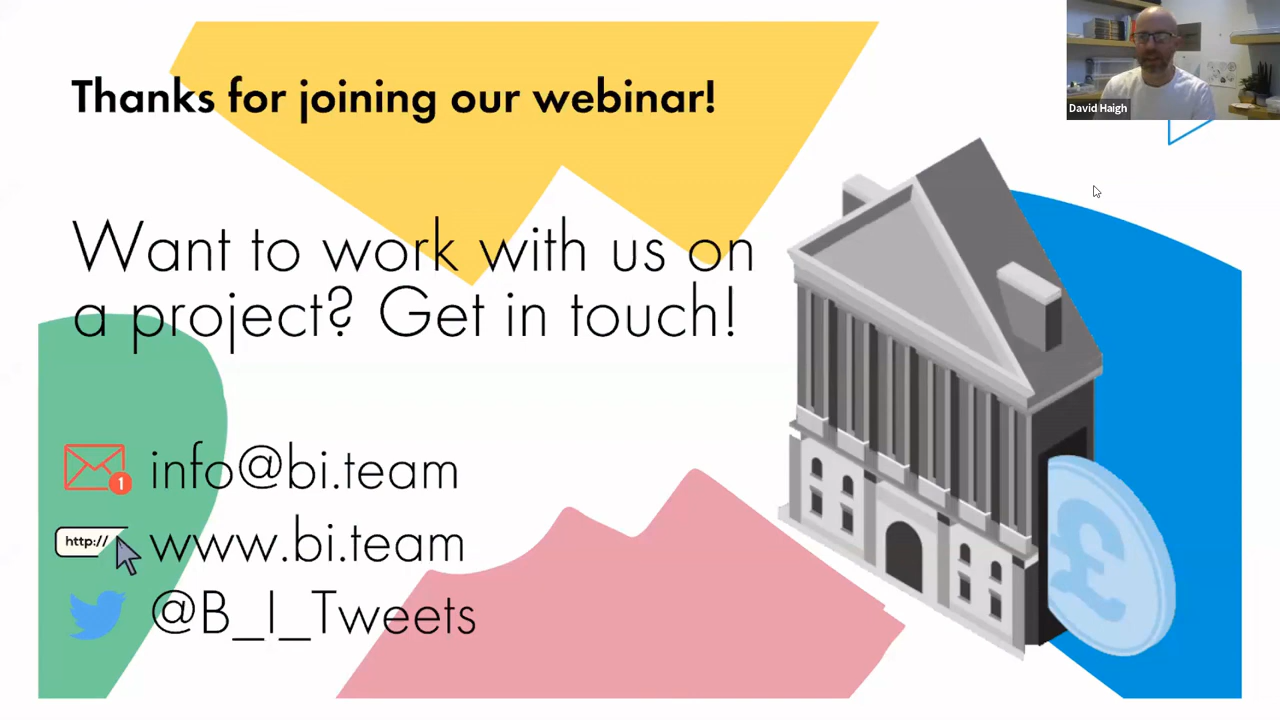 Thanks for joining our webinar!
David Haigh
Want to work with us on
a project? Get in touch!
1
info@bi.team
http://
www.bi.team
@B_I_Tweets
£